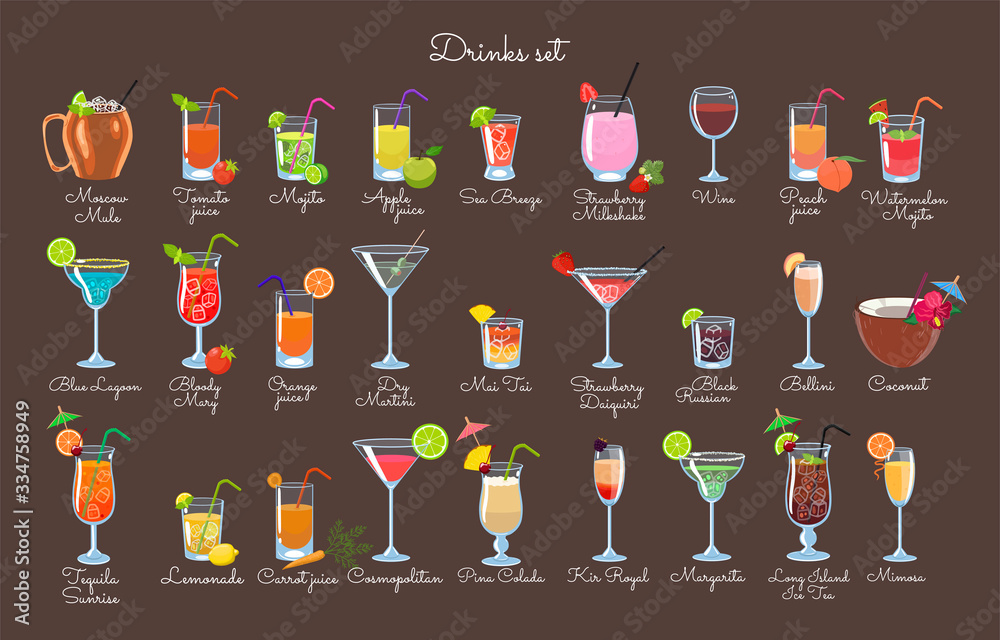 Drinks set
Moscow
Mule
Tomato
juice
Mojito
Apple
juice
Sea Breeze
Strawberry
Milkshake
Wine
Peach
juice
Watermelon
Mojito
Blue Lagoon
Bloody
Mary
Orange
juice
Dry
Martini
Mai Tai
Strawberry
Daiquiri
Black
Russian
Bellini
Coconut
Tequila
Sunrise
Lemonade
Carrot juice
Cosmopolitan
Pina Colada
Kir Royal
Margarita
Long Island
Ice Tea
Mimosa
Adobe Stock | #334758949
Adobe Stock